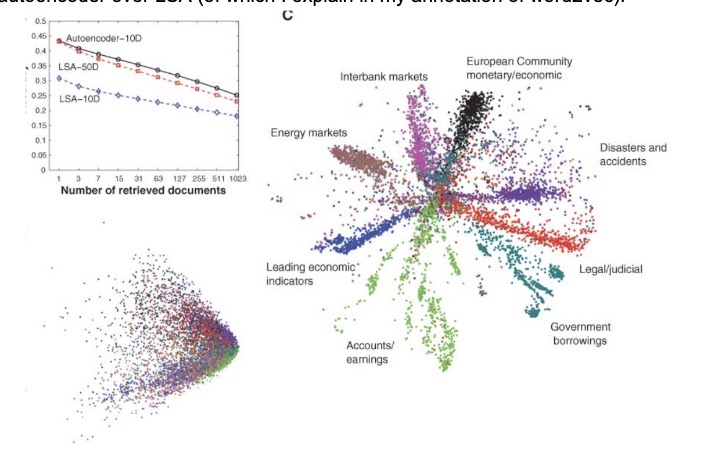 autoencoder over LSA (of which I explain in my annotation of word2vec).
C
0.5
0.45
0.4
0.35
0.3
0.25
0.2
0.15
0.1
0.05
0
Autoencoder-10D
LSA-50D
LSA-10D
1 3 7 15 31 63 127 255 511 1023
Number of retrieved documents
European Community
monetary/economic
Interbank markets
Energy markets
Disasters and
accidents
Leading economic
indicators
Legal/judicial
Government
borrowings
Accounts/
earnings